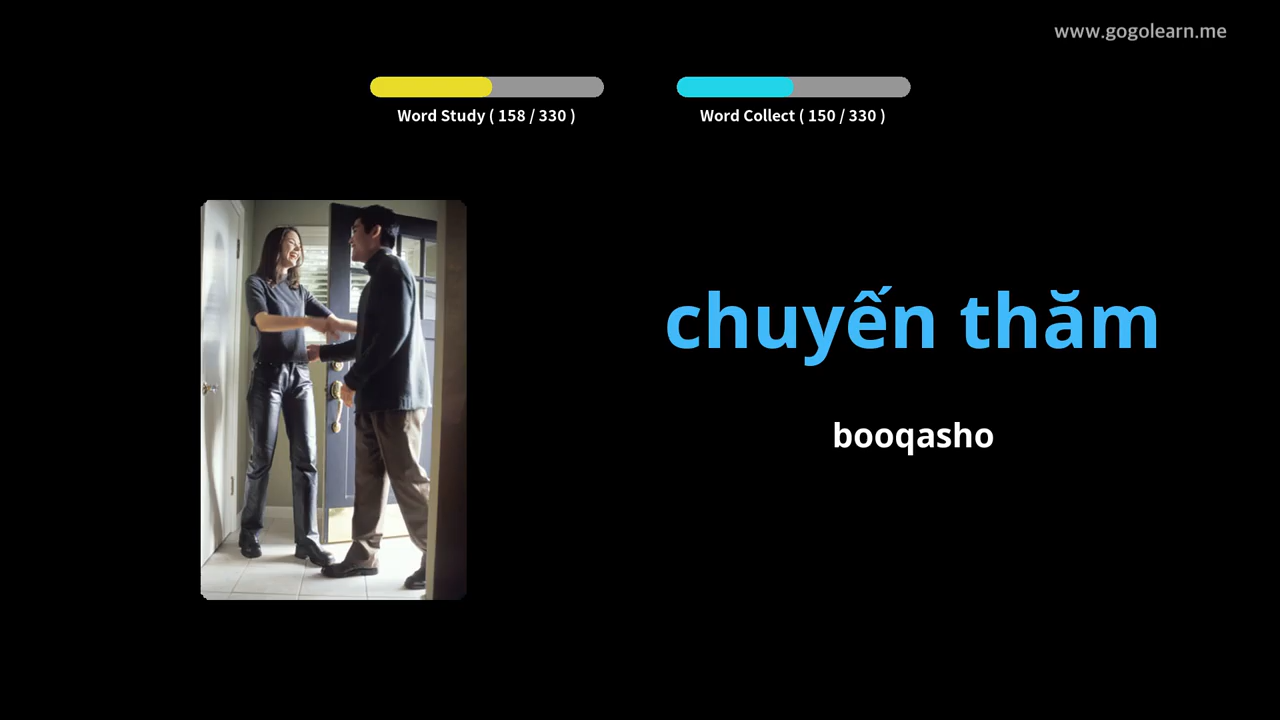 www.gogolearn.me
Word Study ( 158 / 330 )
Word Collect ( 150 / 330 )
chuyến thăm
booqasho